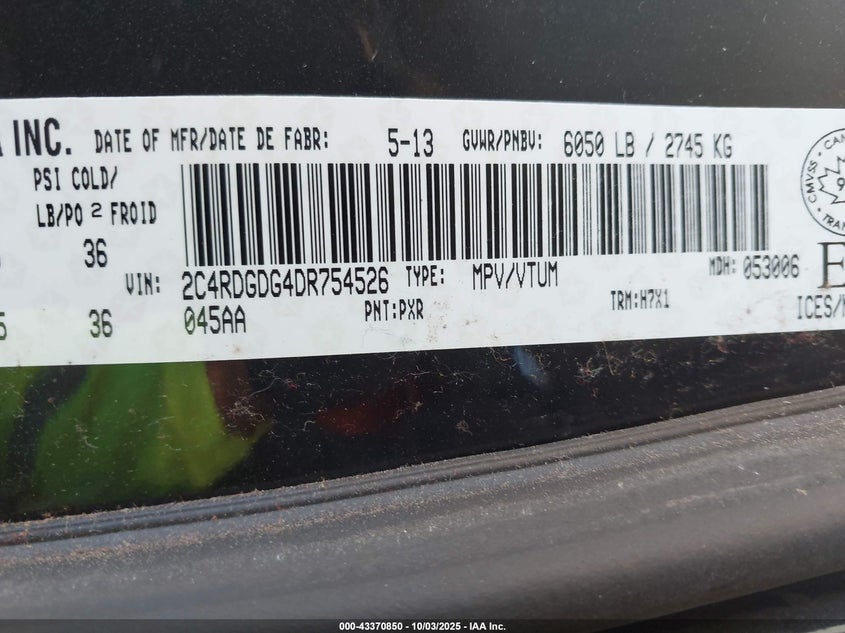 INC. DATE OF MFR/DATE DE FABR: 5-13 GVWR/PNBV: 6050 LB / 2745 KG
PSI COLD/
LB/PO 2 FROID
36
VIN: 2C4RDGDG4DR754526 TYPE: MPV/VTUM MDH: 053006
36 045AA PNT:PXR TRM:H7X1
CMVSS
ICES/
000-43370850 - 10/03/2025 - IAA Inc.